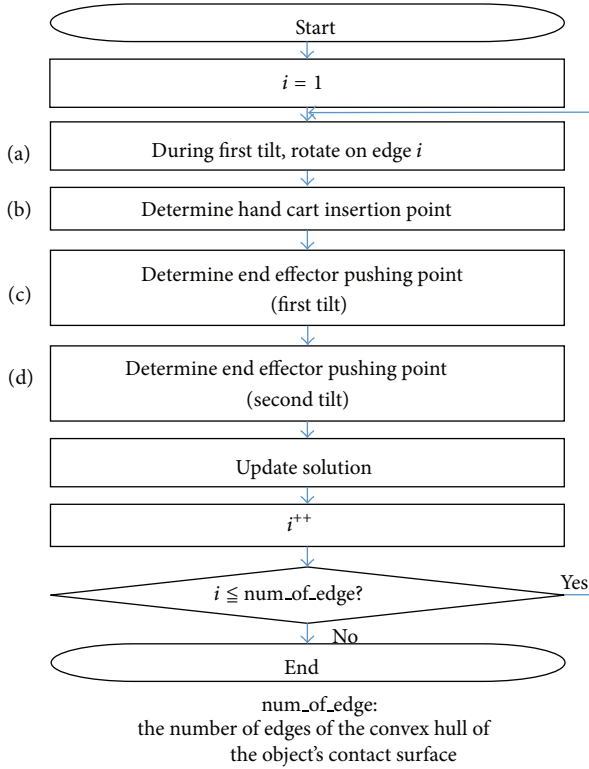 Start
i = 1
(a) During first tilt, rotate on edge i
(b) Determine hand cart insertion point
(c) Determine end effector pushing point
(first tilt)
(d) Determine end effector pushing point
(second tilt)
Update solution
i++
i ≦ num_of_edge?
Yes
No
End
num_of_edge:
the number of edges of the convex hull of
the object's contact surface